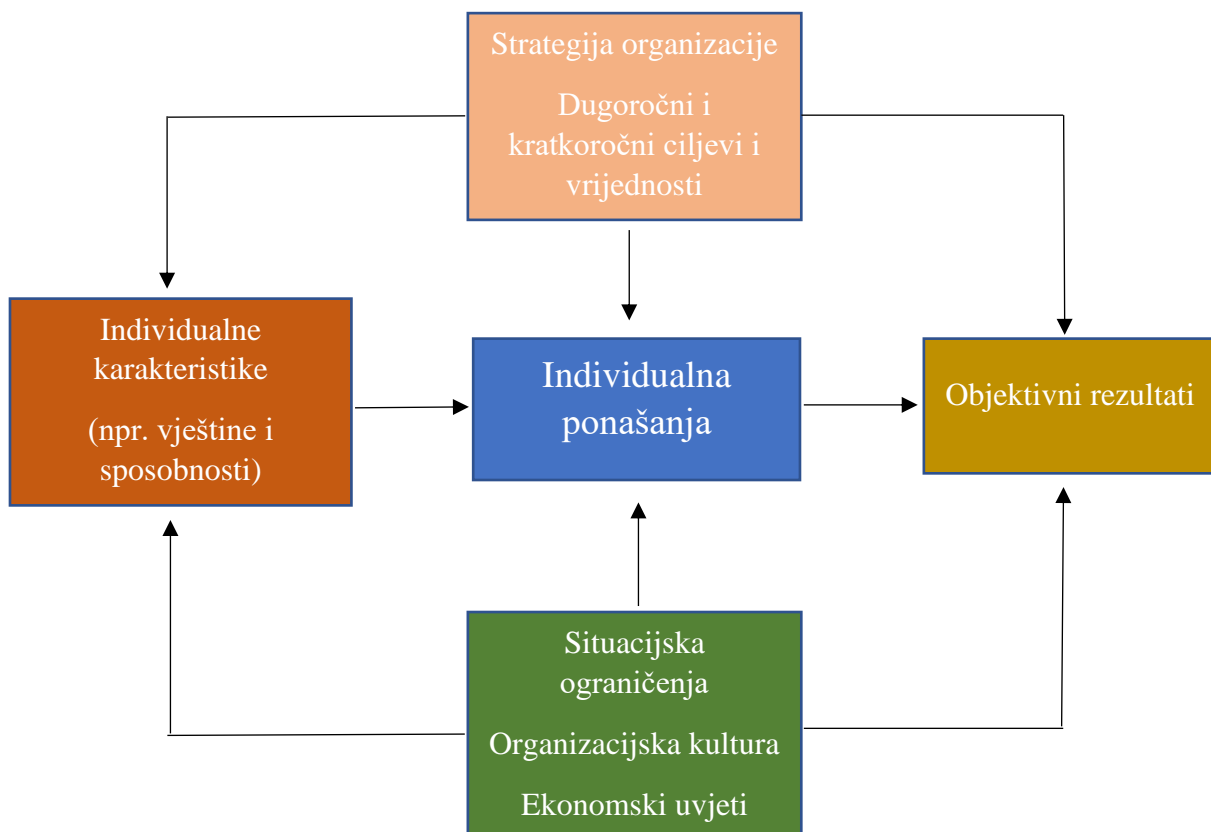 Strategija organizacije
Dugoročni i
kratkoročni ciljevi i
vrijednosti
Individualne
karakteristike
(npr. vještine i
sposobnosti)
Individualna
ponašanja
Objektivni rezultati
Situacijska
ograničenja
Organizacijska kultura
Ekonomski uvjeti